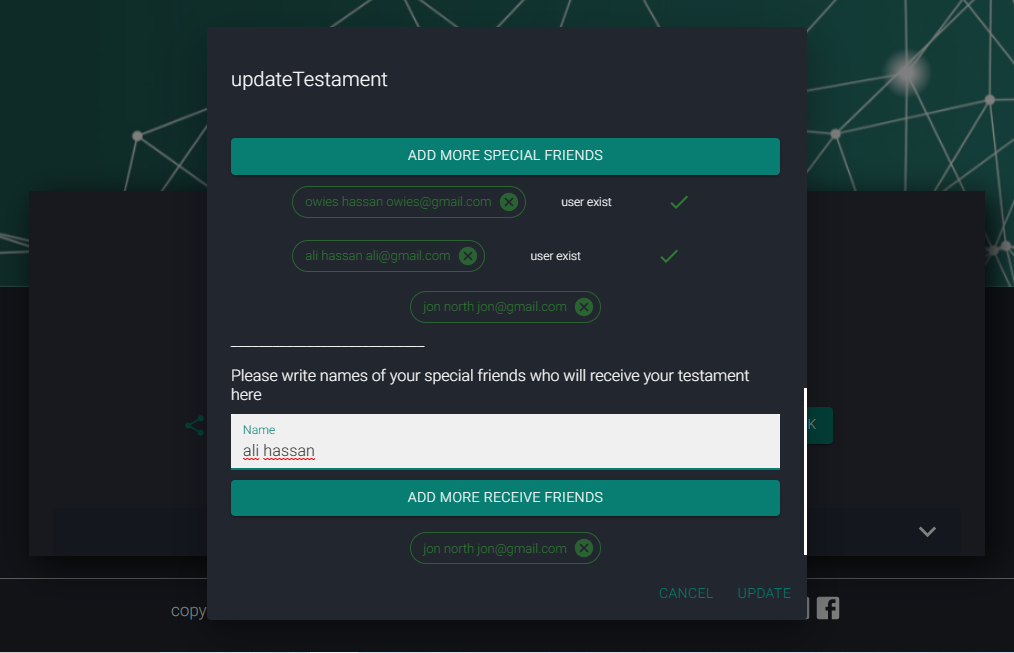 updateTestament
ADD MORE SPECIAL FRIENDS
owies hassan owies@gmail.com user exist
ali hassan ali@gmail.com user exist
jon north jon@gmail.com
Please write names of your special friends who will receive your testament
here
Name
ali hassan
K
ADD MORE RECEIVE FRIENDS
jon north jon@gmail.com
CANCEL UPDATE
copy